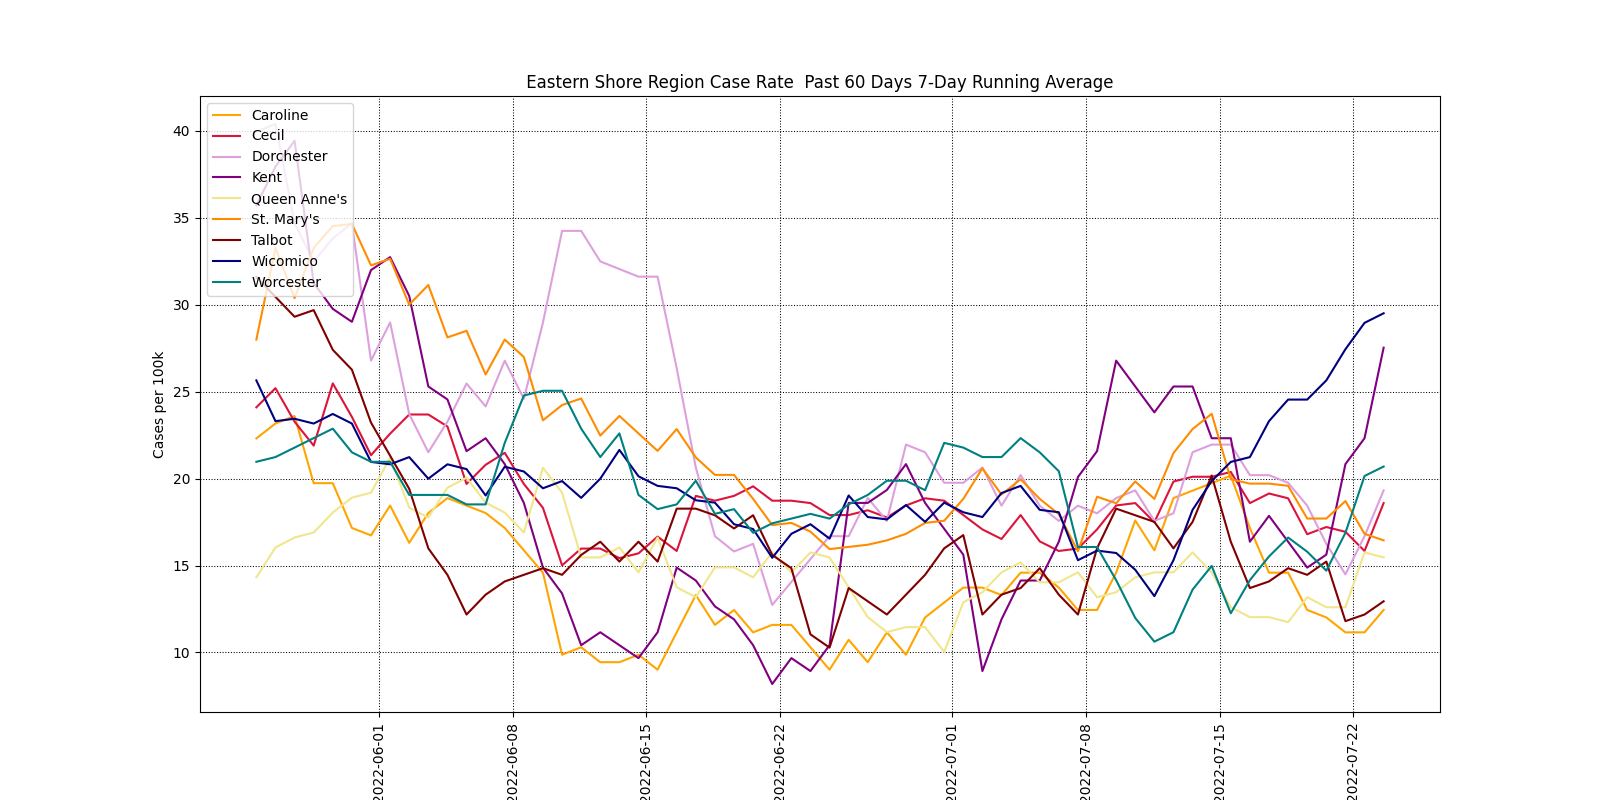 Eastern Shore Region Case Rate  Past 60 Days 7-Day Running Average
Caroline
Cecil
Dorchester
Kent
Queen Anne's
St. Mary's
Talbot
Wicomico
Worcester
Cases per 100k
40
35
30
25
20
15
10
2022-06-01
2022-06-08
2022-06-15
2022-06-22
2022-07-01
2022-07-08
2022-07-15
2022-07-22